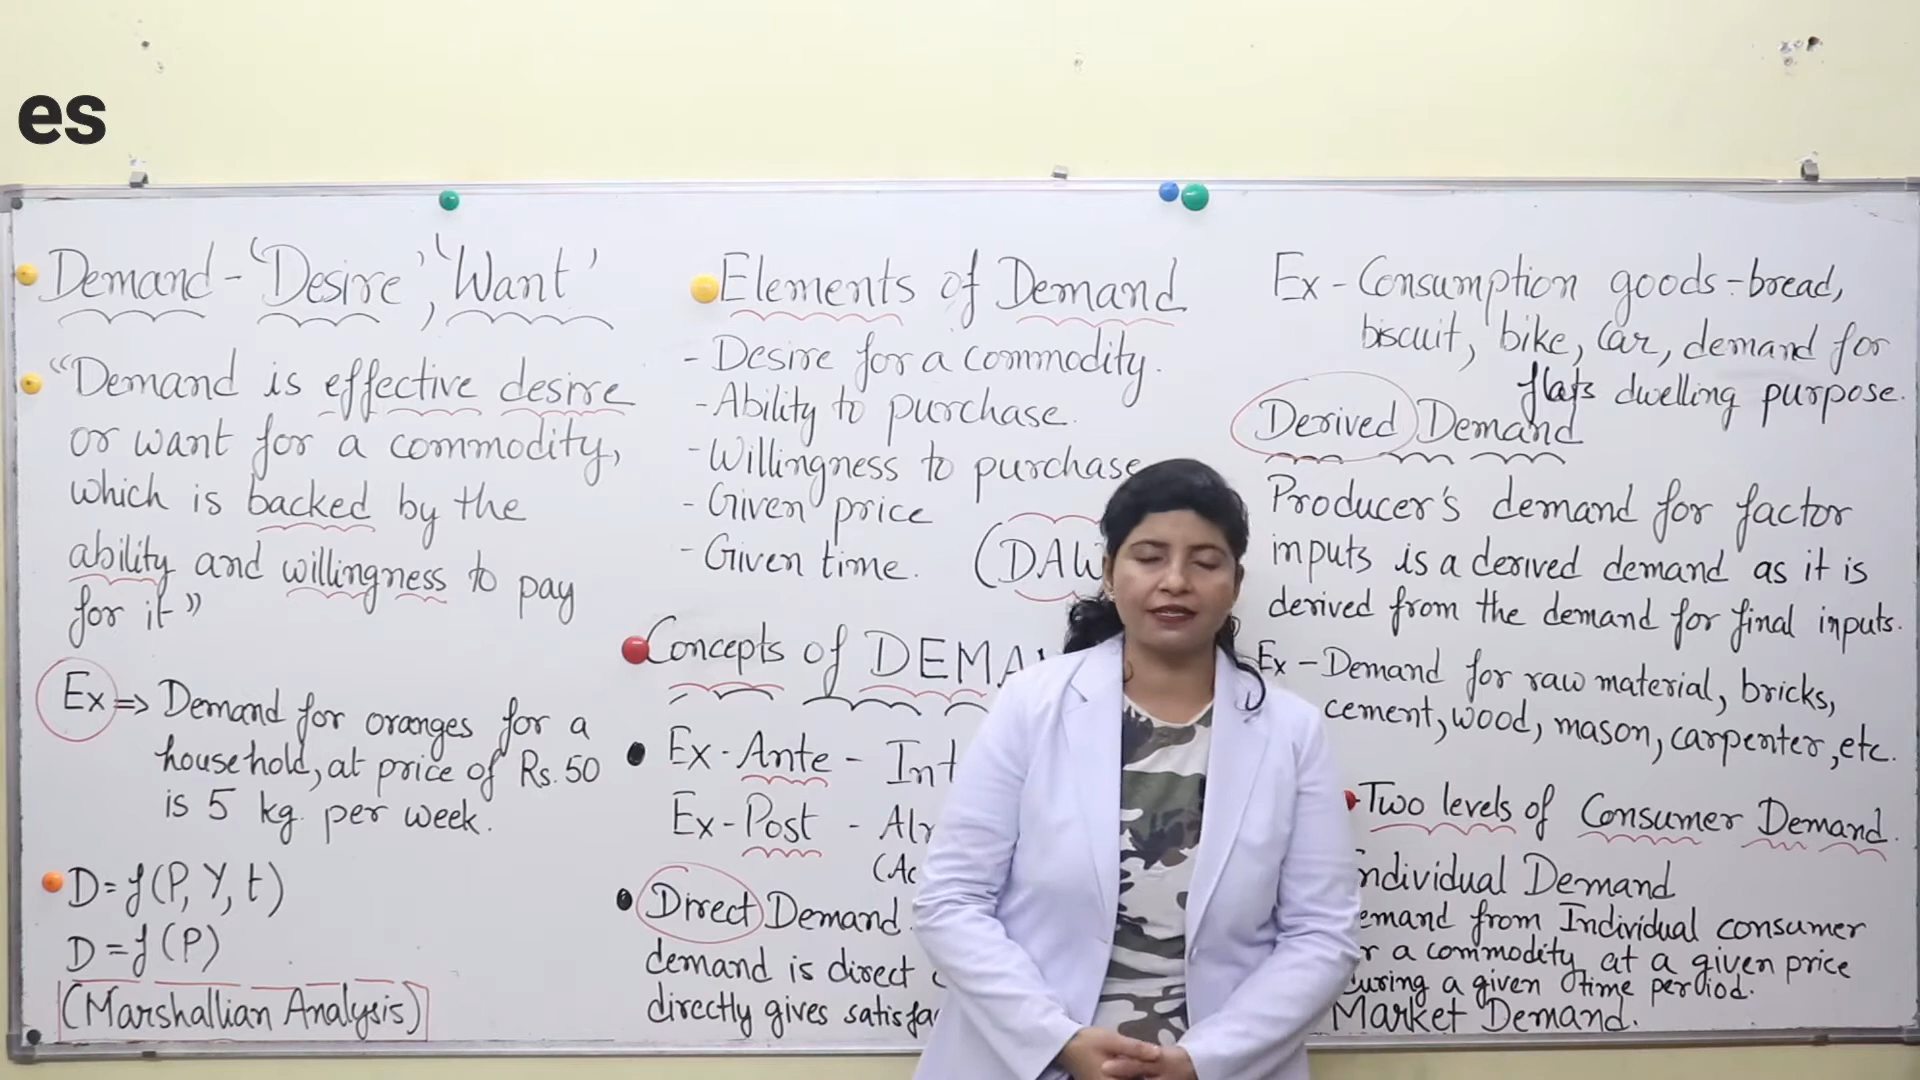 es
Demand - 'Desire', 'Want'
"Demand is effective desire
or want for a commodity,
which is backed by the
ability and willingness to pay
for it"
Ex => Demand for oranges for a
household, at price of Rs. 50
is 5 kg. per week.
D = f(P, Y, t)
D = f(P)
(Marshallian Analysis)
Elements of Demand
- Desire for a commodity.
- Ability to purchase.
- Willingness to purchase
- Given price
- Given time. (DAW
Concepts of DEMA
Ex-Ante - Int
Ex-Post - Alr
(Ac
Direct Demand.
demand is direct
directly gives satisfa
Ex - Consumption goods - bread,
biscuit, bike, car, demand for
flats dwelling purpose.
Derived Demand
Producer's demand for factor
inputs is a derived demand as it is
derived from the demand for final inputs.
Ex - Demand for raw material, bricks,
cement, wood, mason, carpenter, etc.
Two levels of Consumer Demand.
ndividual Demand
emand from Individual consumer
r a commodity at a given price
uring a given time period.
Market Demand.